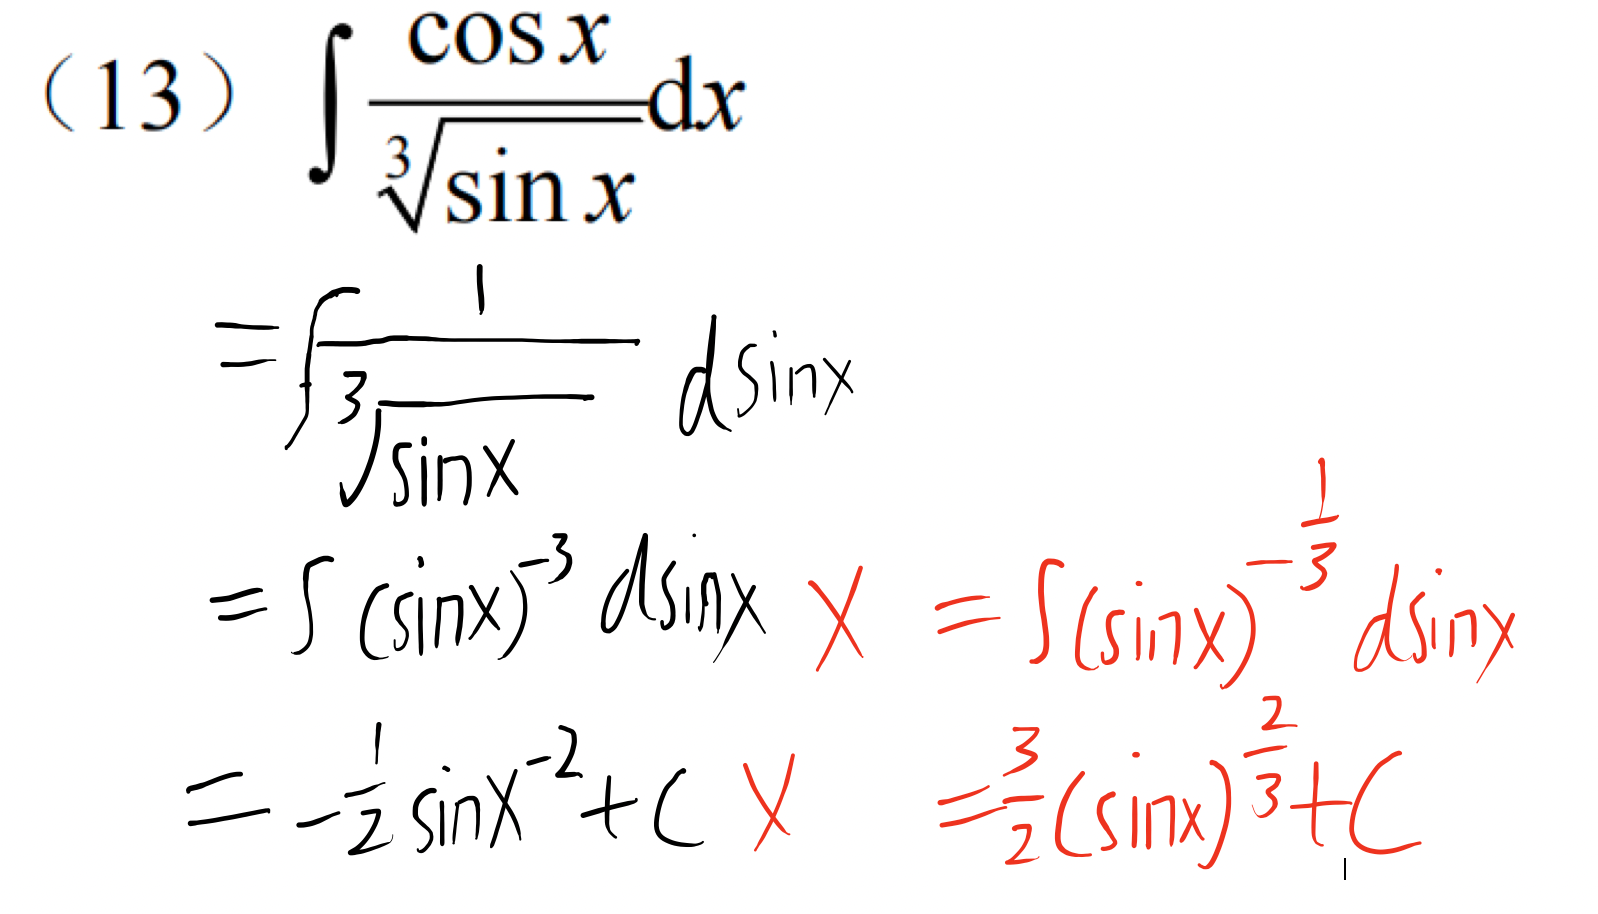 （13）∫ cos x / ∛(sin x) dx
= ∫ 1 / ∛(sinx) dsinx
= ∫ (sinx)^(-3) dsinx X = ∫ (sinx)^(-1/3) dsinx
= -1/2 sinx^(-2) + C X = 3/2 (sinx)^(2/3) + C